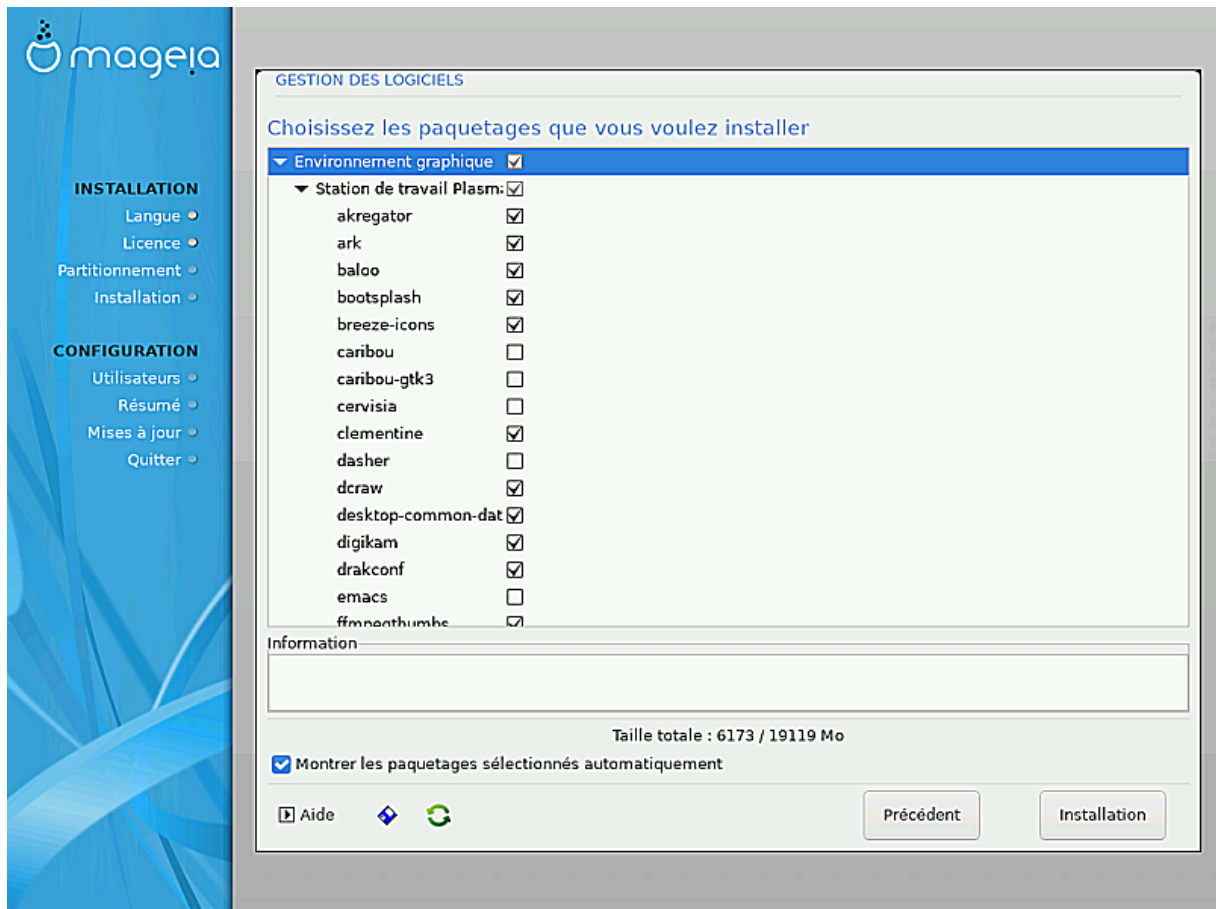 mageia
INSTALLATION
Langue
Licence
Partitionnement
Installation
CONFIGURATION
Utilisateurs
Résumé
Mises à jour
Quitter
GESTION DES LOGICIELS
Choisissez les paquetages que vous voulez installer
Environnement graphique
Station de travail Plasma
akregator
ark
baloo
bootsplash
breeze-icons
caribou
caribou-gtk3
cervisia
clementine
dasher
dcraw
desktop-common-dat
digikam
drakconf
emacs
ffmpegthumbs
Information
Taille totale : 6173 / 19119 Mo
Montrer les paquetages sélectionnés automatiquement
Aide
Précédent
Installation